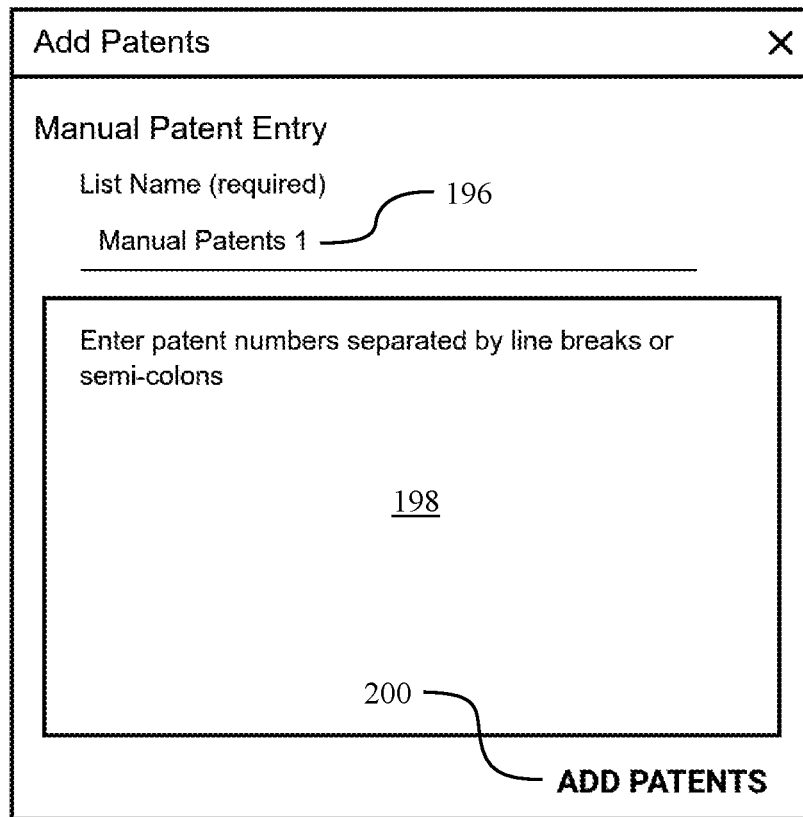 Add Patents
Manual Patent Entry
List Name (required)
196
Manual Patents 1
Enter patent numbers separated by line breaks or
semi-colons
198
200
ADD PATENTS